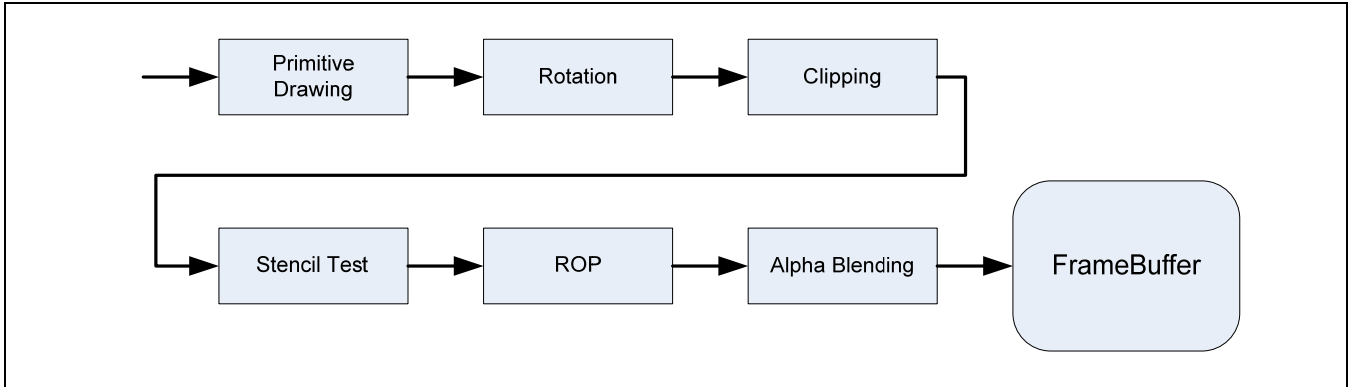 Primitive
Drawing
Rotation
Clipping
Stencil Test
ROP
Alpha Blending
FrameBuffer